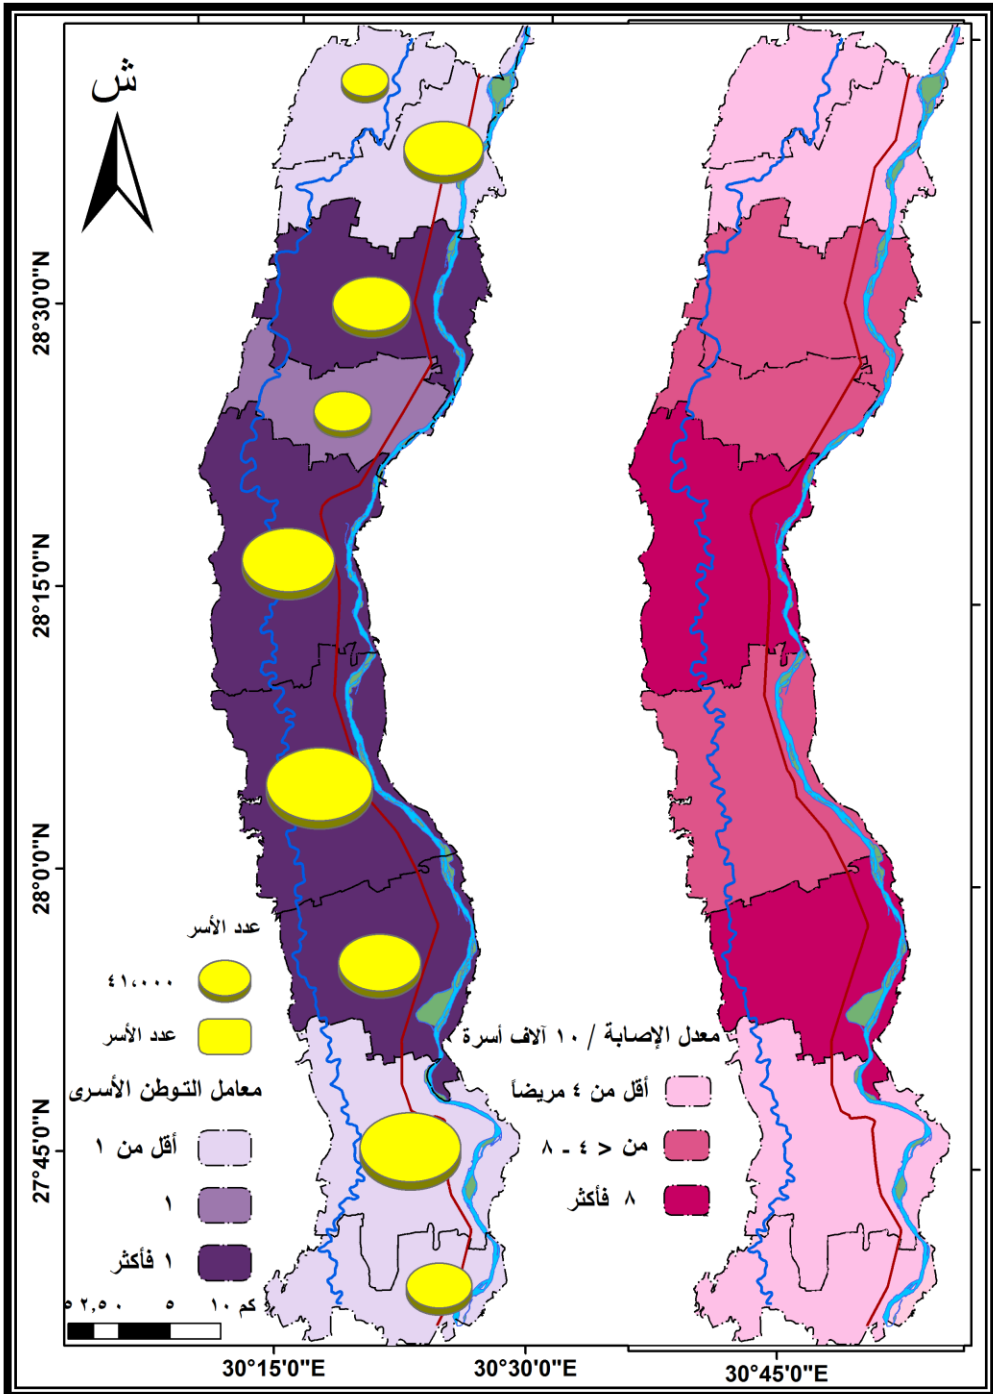 ش
28°30'0"N
28°15'0"N
28°0'0"N
27°45'0"N
عدد الأسر
٤١،٠٠٠
عدد الأسر
معامل التوطن الأسرى
أقل من ١
١
١ فأكثر
٥ ٢,٥ ٠ ٥ ١٠ كم
معدل الإصابة / ١٠ آلاف أسرة
أقل من ٤ مريضاً
من > ٤ - ٨
٨ فأكثر
30°15'0"E 30°30'0"E 30°45'0"E